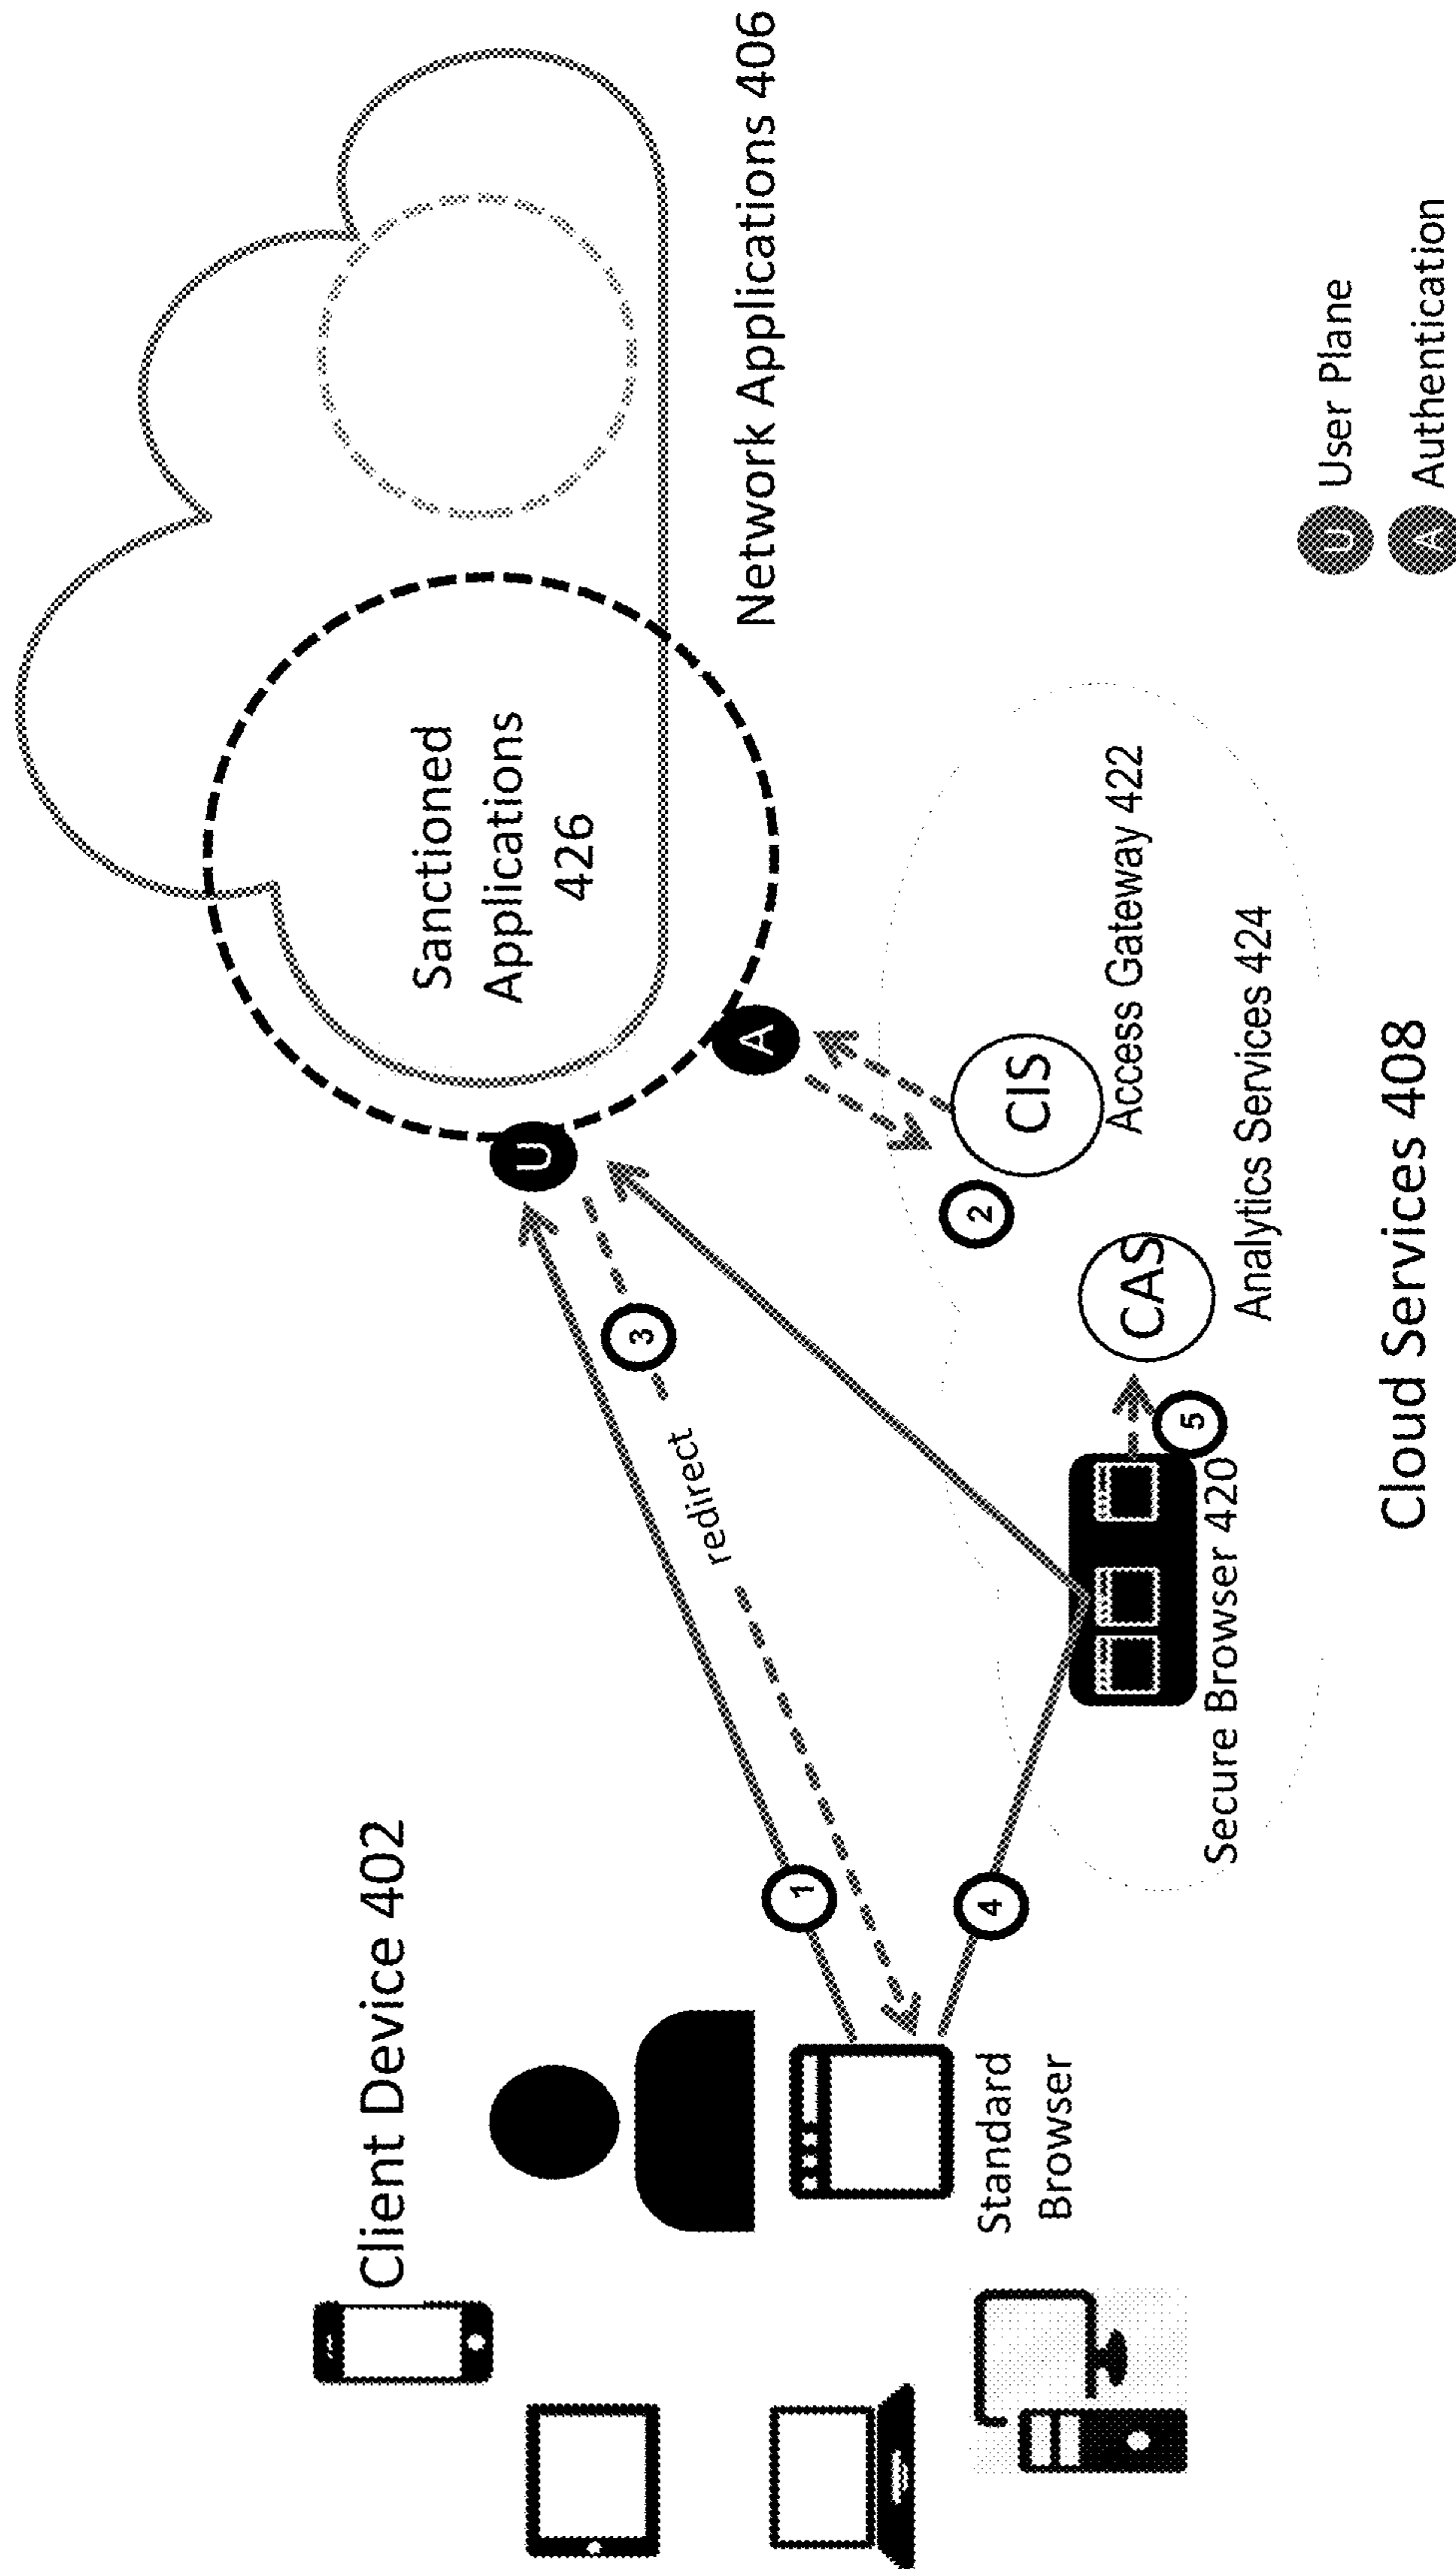 Client Device 402
Standard
Browser
1
redirect
3
4
U
A
Sanctioned
Applications
426
Network Applications 406
2
CIS
Access Gateway 422
CAS
Analytics Services 424
5
Secure Browser 420
Cloud Services 408
U User Plane
A Authentication